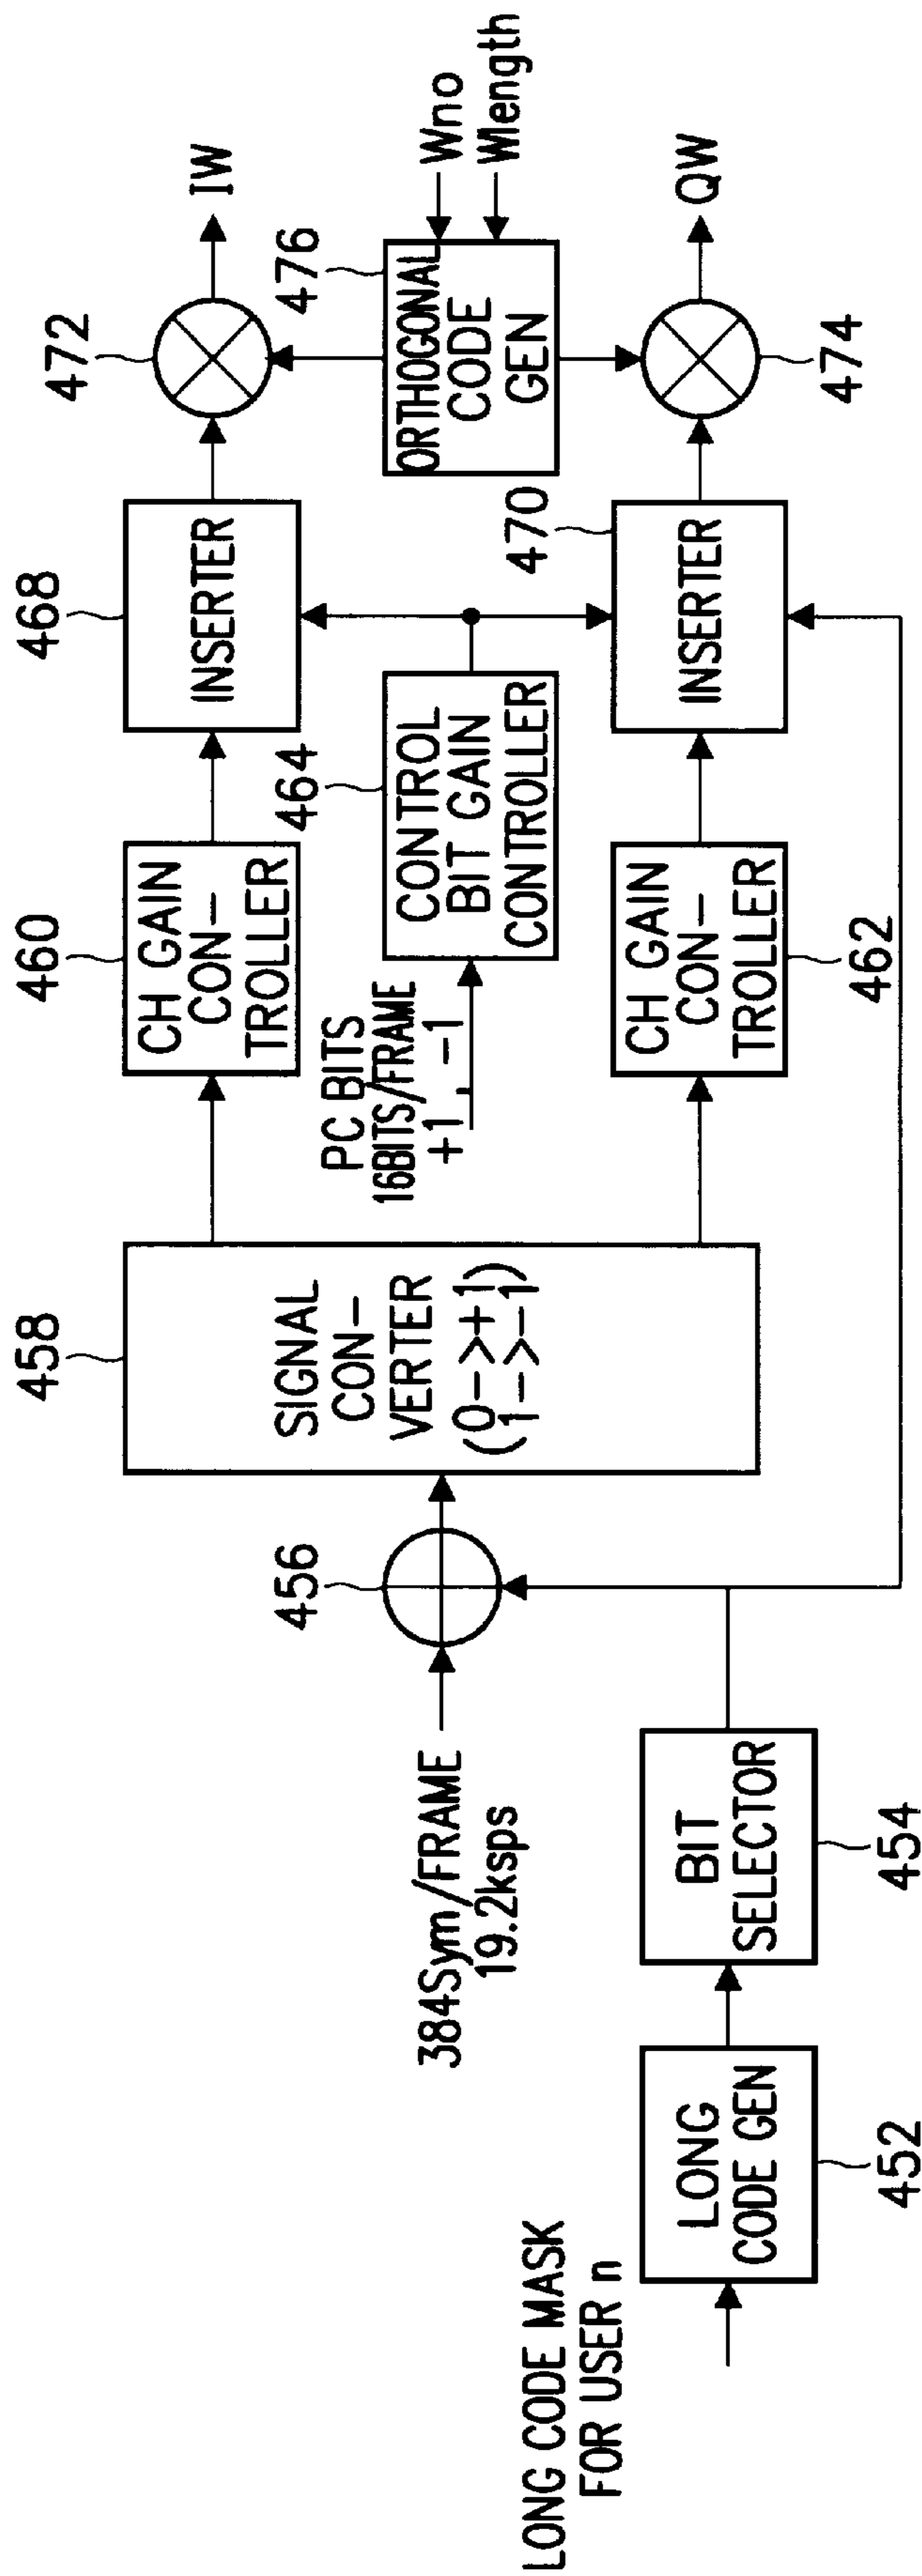 LONG CODE MASK
FOR USER n
LONG
CODE GEN
452
BIT
SELECTOR
454
384Sym/FRAME
19.2ksps
456
458
SIGNAL
CON-
VERTER
(0->+1)
(1->-1)
460
CH GAIN
CON-
TROLLER
PC BITS
16BITS/FRAME
+1, -1
464
CONTROL
BIT GAIN
CONTROLLER
CH GAIN
CON-
TROLLER
462
468
INSERTER
470
INSERTER
472
IW
476
ORTHOGONAL
CODE
GEN
Wno
Wlength
474
QW